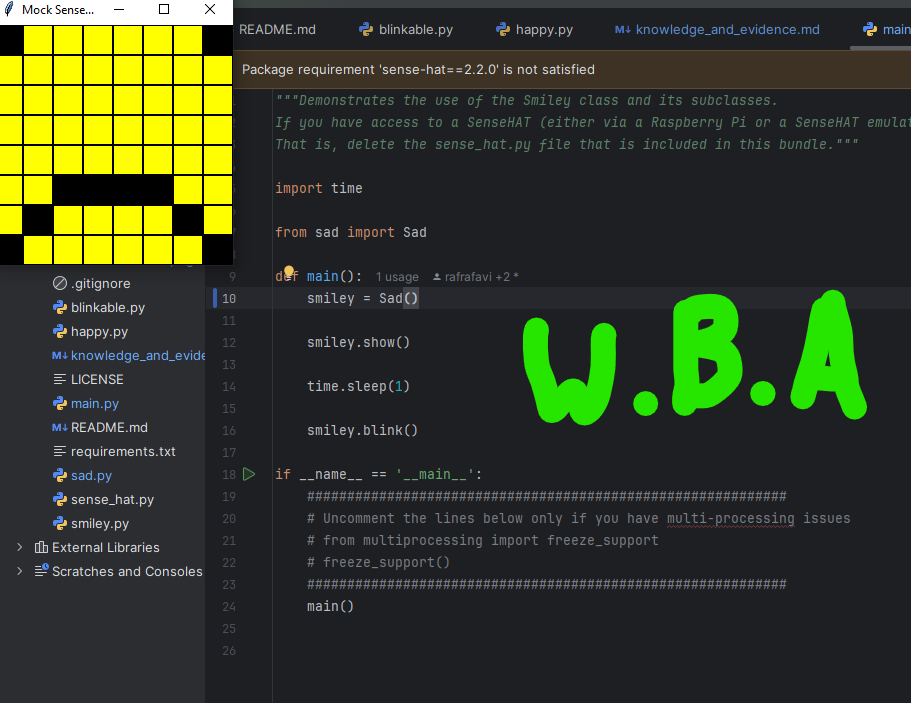 Mock Sense...
README.md
blinkable.py
happy.py
knowledge_and_evidence.md
main
Package requirement 'sense-hat==2.2.0' is not satisfied
"""Demonstrates the use of the Smiley class and its subclasses.
If you have access to a SenseHAT (either via a Raspberry Pi or a SenseHAT emulat
That is, delete the sense_hat.py file that is included in this bundle."""
import time
from sad import Sad
9 def main(): 1 usage rafrafavi +2 *
10 smiley = Sad()
11
12 smiley.show()
13
14 time.sleep(1)
15
16 smiley.blink()
17
18 if __name__ == '__main__':
19 ############################################################
20 # Uncomment the lines below only if you have multi-processing issues
21 # from multiprocessing import freeze_support
22 # freeze_support()
23 ############################################################
24 main()
25
26
.gitignore
blinkable.py
happy.py
knowledge_and_evide
LICENSE
main.py
README.md
requirements.txt
sad.py
sense_hat.py
smiley.py
External Libraries
Scratches and Consoles
W.B.A